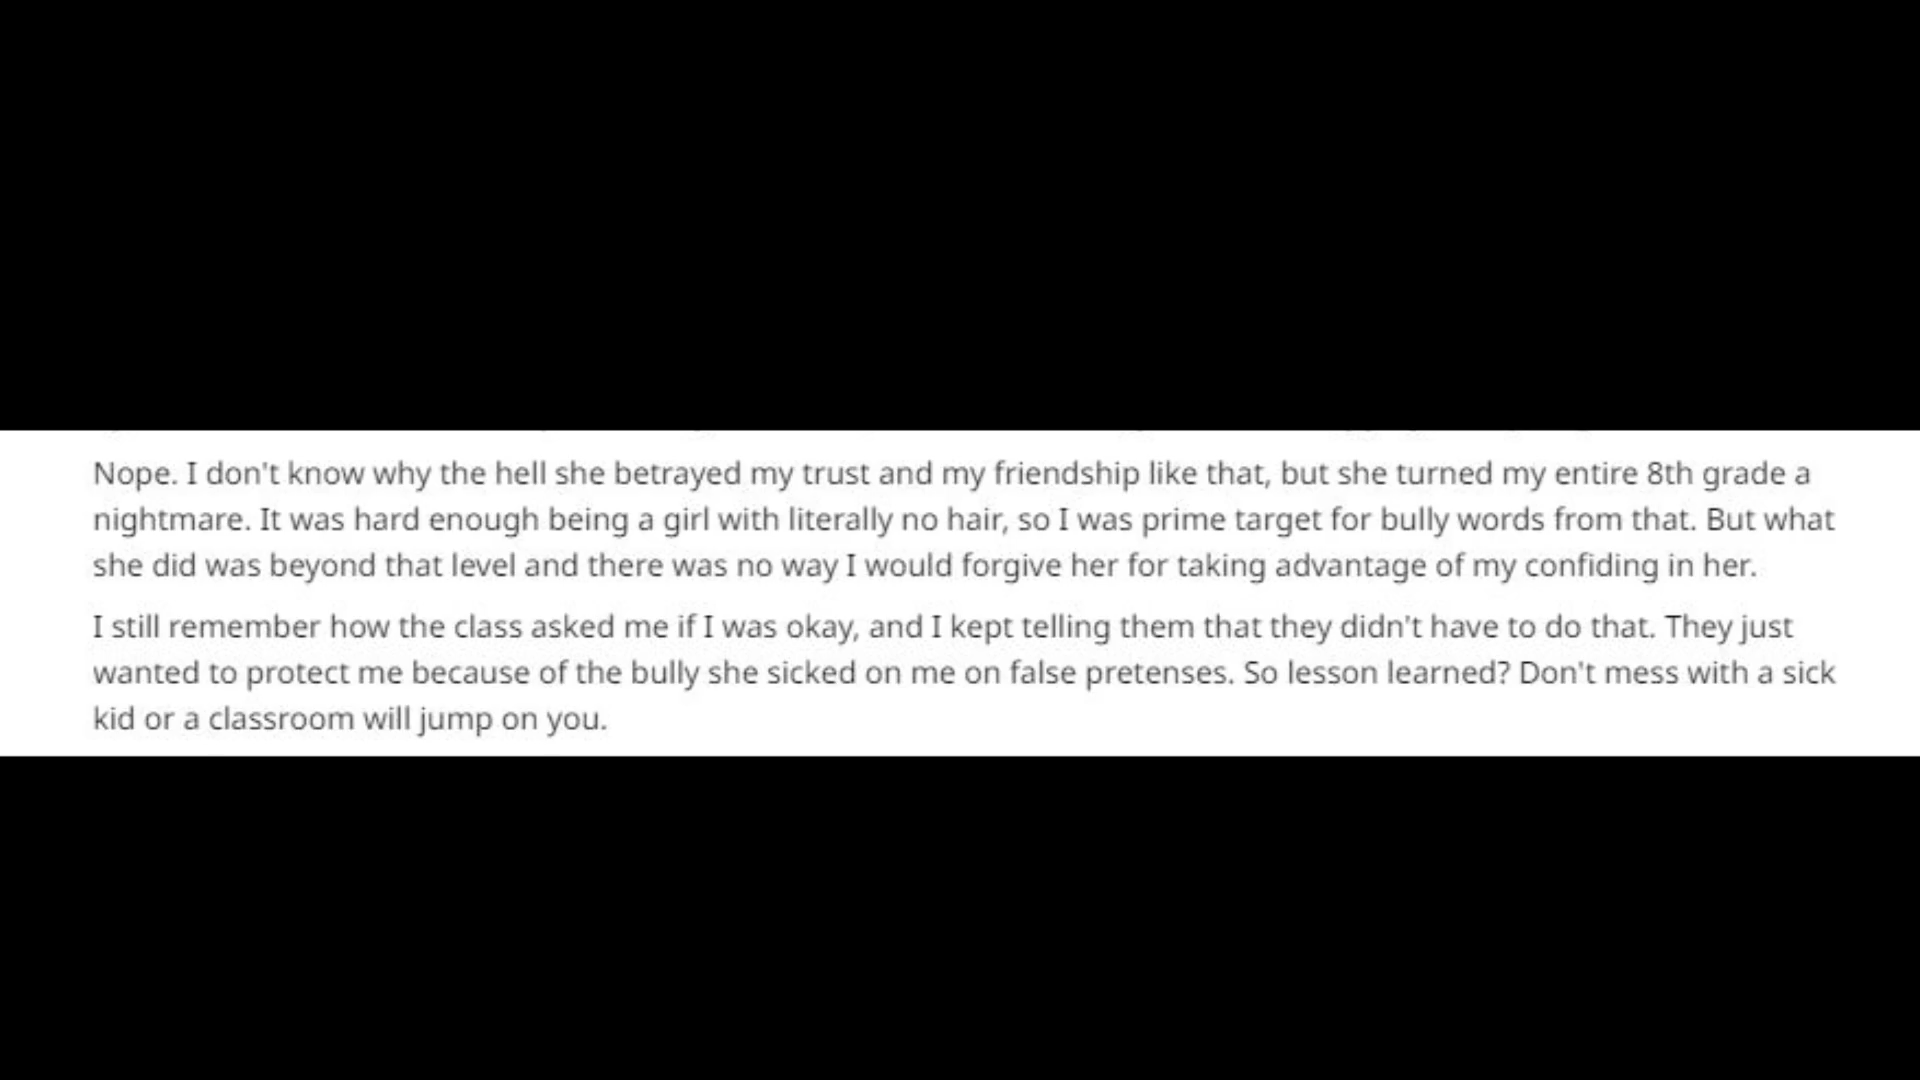 Nope. I don't know why the hell she betrayed my trust and my friendship like that, but she turned my entire 8th grade a
nightmare. It was hard enough being a girl with literally no hair, so I was prime target for bully words from that. But what
she did was beyond that level and there was no way I would forgive her for taking advantage of my confiding in her.
I still remember how the class asked me if I was okay, and I kept telling them that they didn't have to do that. They just
wanted to protect me because of the bully she sicked on me on false pretenses. So lesson learned? Don't mess with a sick
kid or a classroom will jump on you.